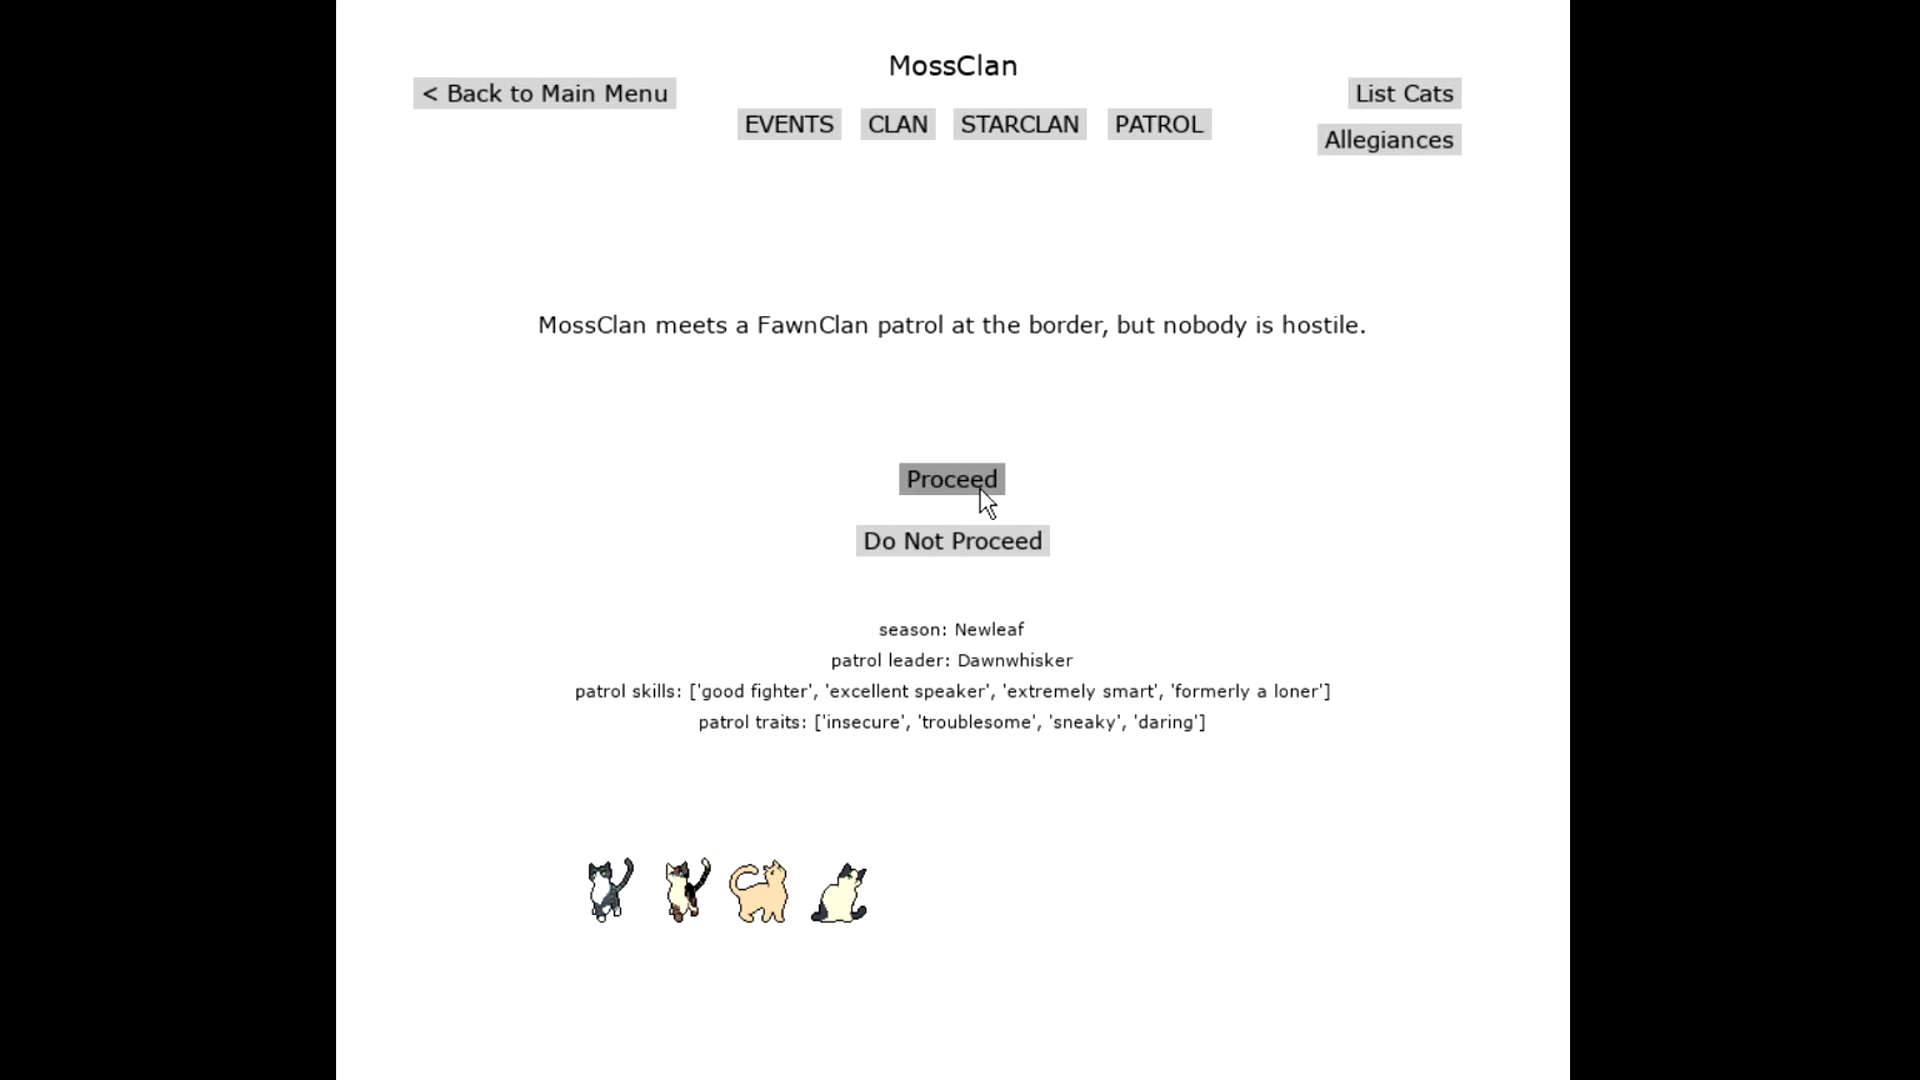 MossClan
< Back to Main Menu
List Cats
EVENTS CLAN STARCLAN PATROL
Allegiances
MossClan meets a FawnClan patrol at the border, but nobody is hostile.
Proceed
Do Not Proceed
season: Newleaf
patrol leader: Dawnwhisker
patrol skills: ['good fighter', 'excellent speaker', 'extremely smart', 'formerly a loner']
patrol traits: ['insecure', 'troublesome', 'sneaky', 'daring']